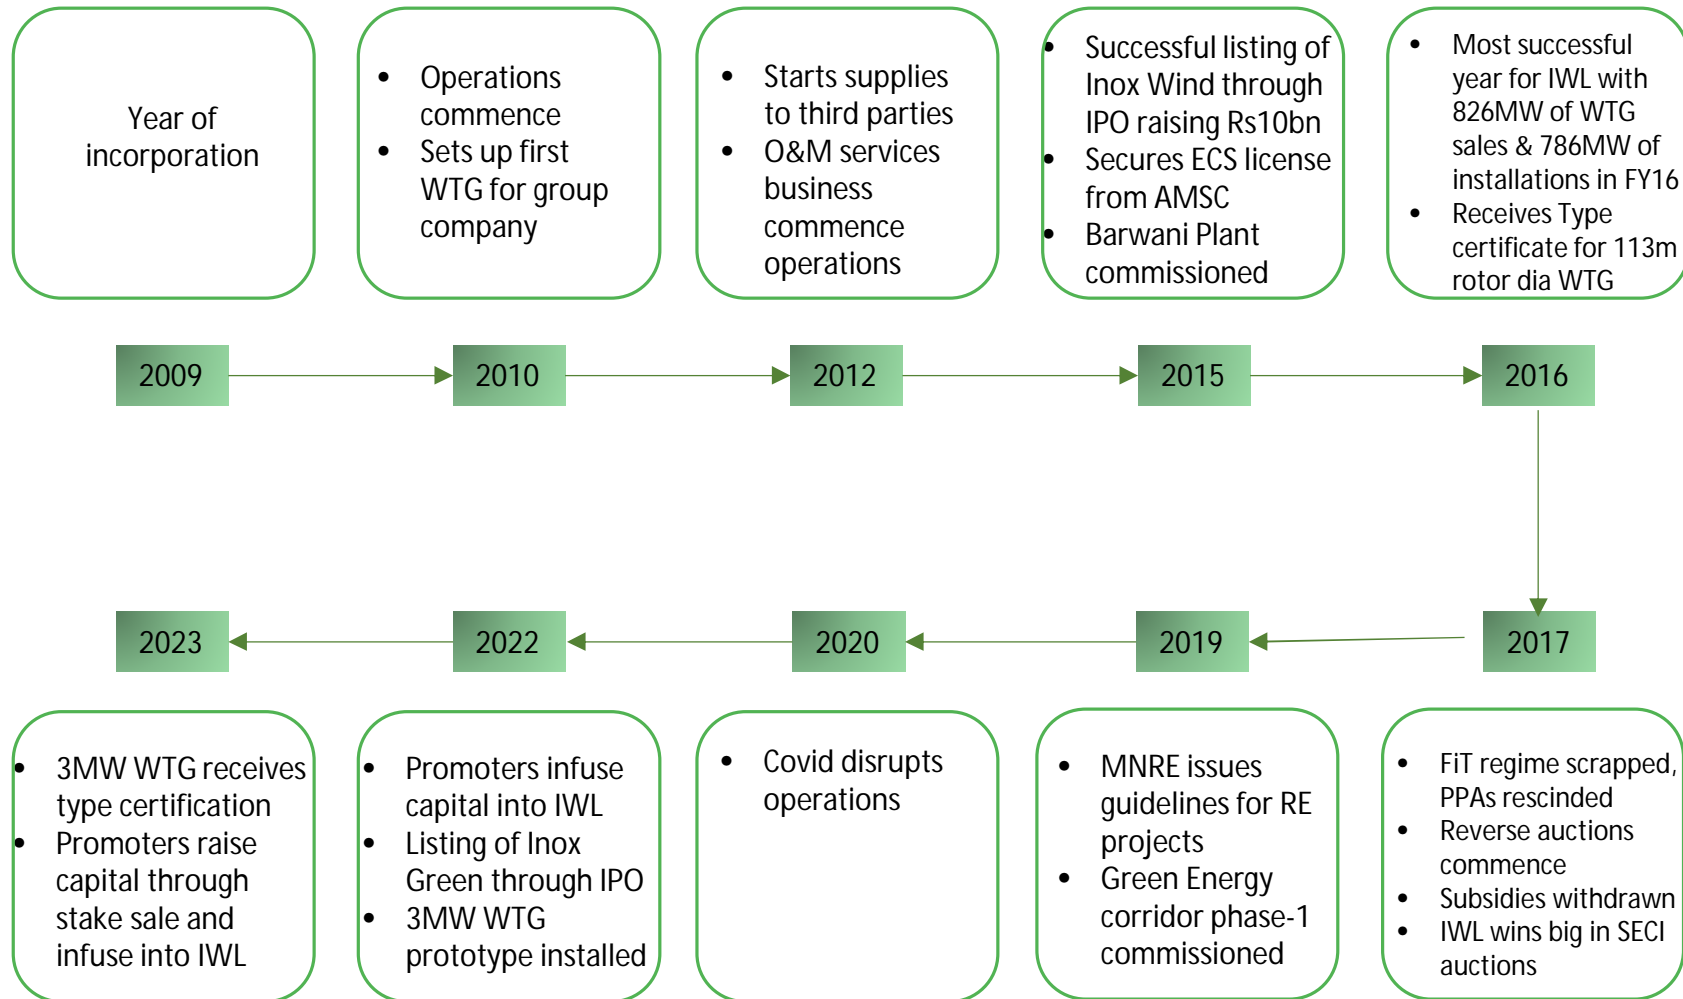 Year of
incorporation
• Operations
commence
• Sets up first
WTG for group
company
• Starts supplies
to third parties
• O&M services
business
commence
operations
• Successful listing of
Inox Wind through
IPO raising Rs10bn
• Secures ECS license
from AMSC
• Barwani Plant
commissioned
• Most successful
year for IWL with
826MW of WTG
sales & 786MW of
installations in FY16
• Receives Type
certificate for 113m
rotor dia WTG
2009
2010
2012
2015
2016
2023
2022
2020
2019
2017
• 3MW WTG receives
type certification
• Promoters raise
capital through
stake sale and
infuse into IWL
• Promoters infuse
capital into IWL
• Listing of Inox
Green through IPO
• 3MW WTG
prototype installed
• Covid disrupts
operations
• MNRE issues
guidelines for RE
projects
• Green Energy
corridor phase-1
commissioned
• FiT regime scrapped,
PPAs rescinded
• Reverse auctions
commence
• Subsidies withdrawn
• IWL wins big in SECI
auctions